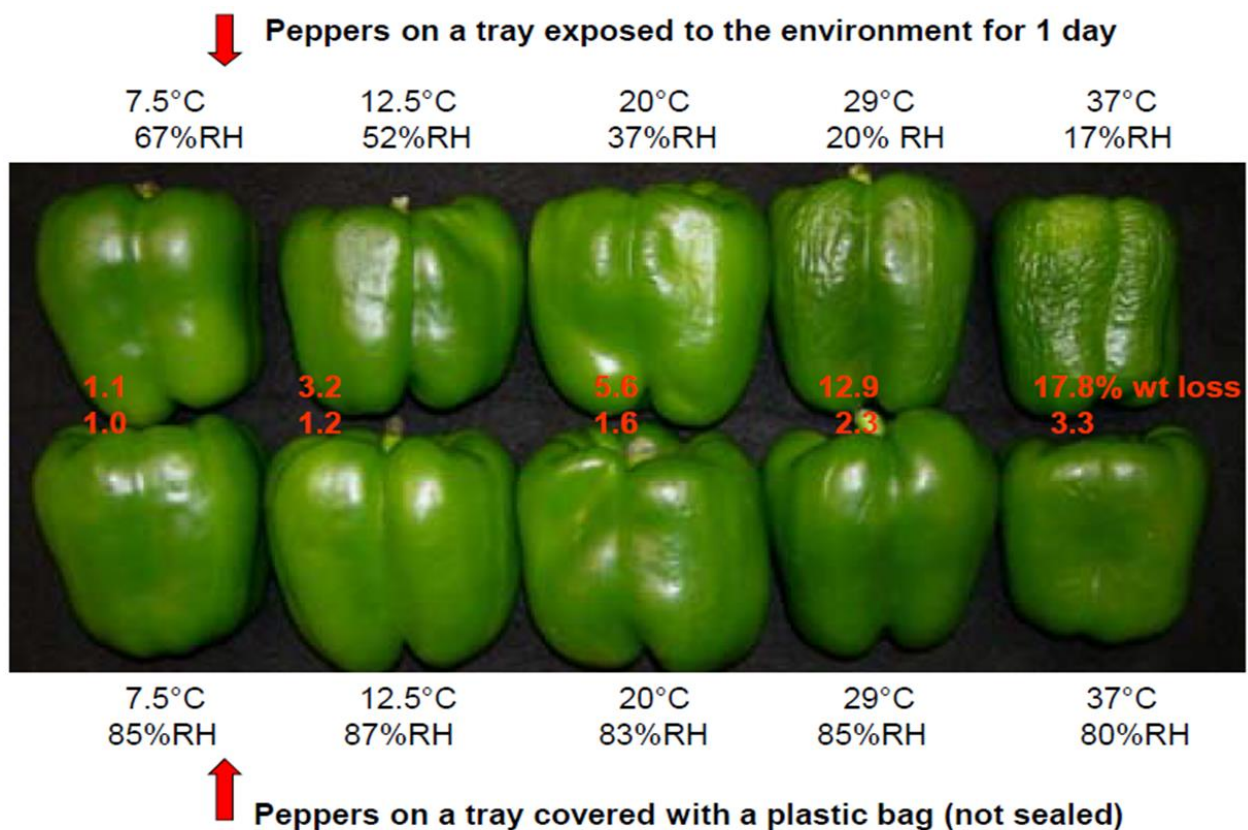 Peppers on a tray exposed to the environment for 1 day
7.5°C 12.5°C 20°C 29°C 37°C
67%RH 52%RH 37%RH 20% RH 17%RH
1.1 3.2 5.6 12.9 17.8% wt loss
1.0 1.2 1.6 2.3 3.3
7.5°C 12.5°C 20°C 29°C 37°C
85%RH 87%RH 83%RH 85%RH 80%RH
Peppers on a tray covered with a plastic bag (not sealed)